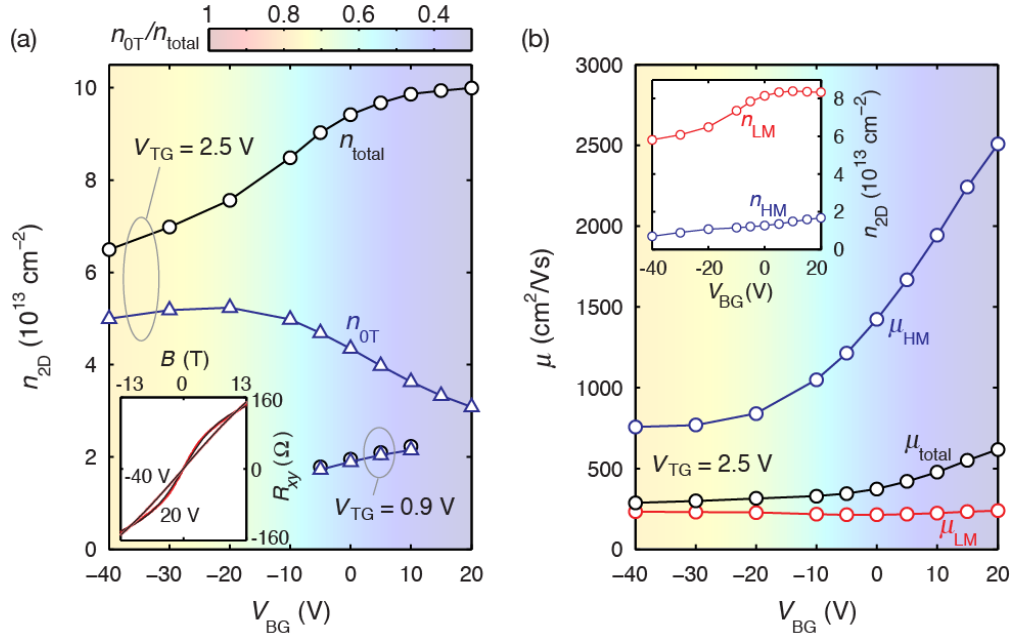 (a)
n0T/ntotal
1 0.8 0.6 0.4
10
8
6
4
2
0
n2D (10^13 cm^−2)
VTG = 2.5 V
ntotal
n0T
VTG = 0.9 V
B (T)
-13 0 13
160
0
-160
Rxy (Ω)
-40 V
20 V
−40 −30 −20 −10 0 10 20
VBG (V)
(b)
3000
2500
2000
1500
1000
500
0
μ (cm^2/Vs)
nLM
nHM
8
6
4
2
0
n2D (10^13 cm^−2)
-40 -20 0 20
VBG (V)
μHM
μtotal
VTG = 2.5 V
μLM
−40 −30 −20 −10 0 10 20
VBG (V)